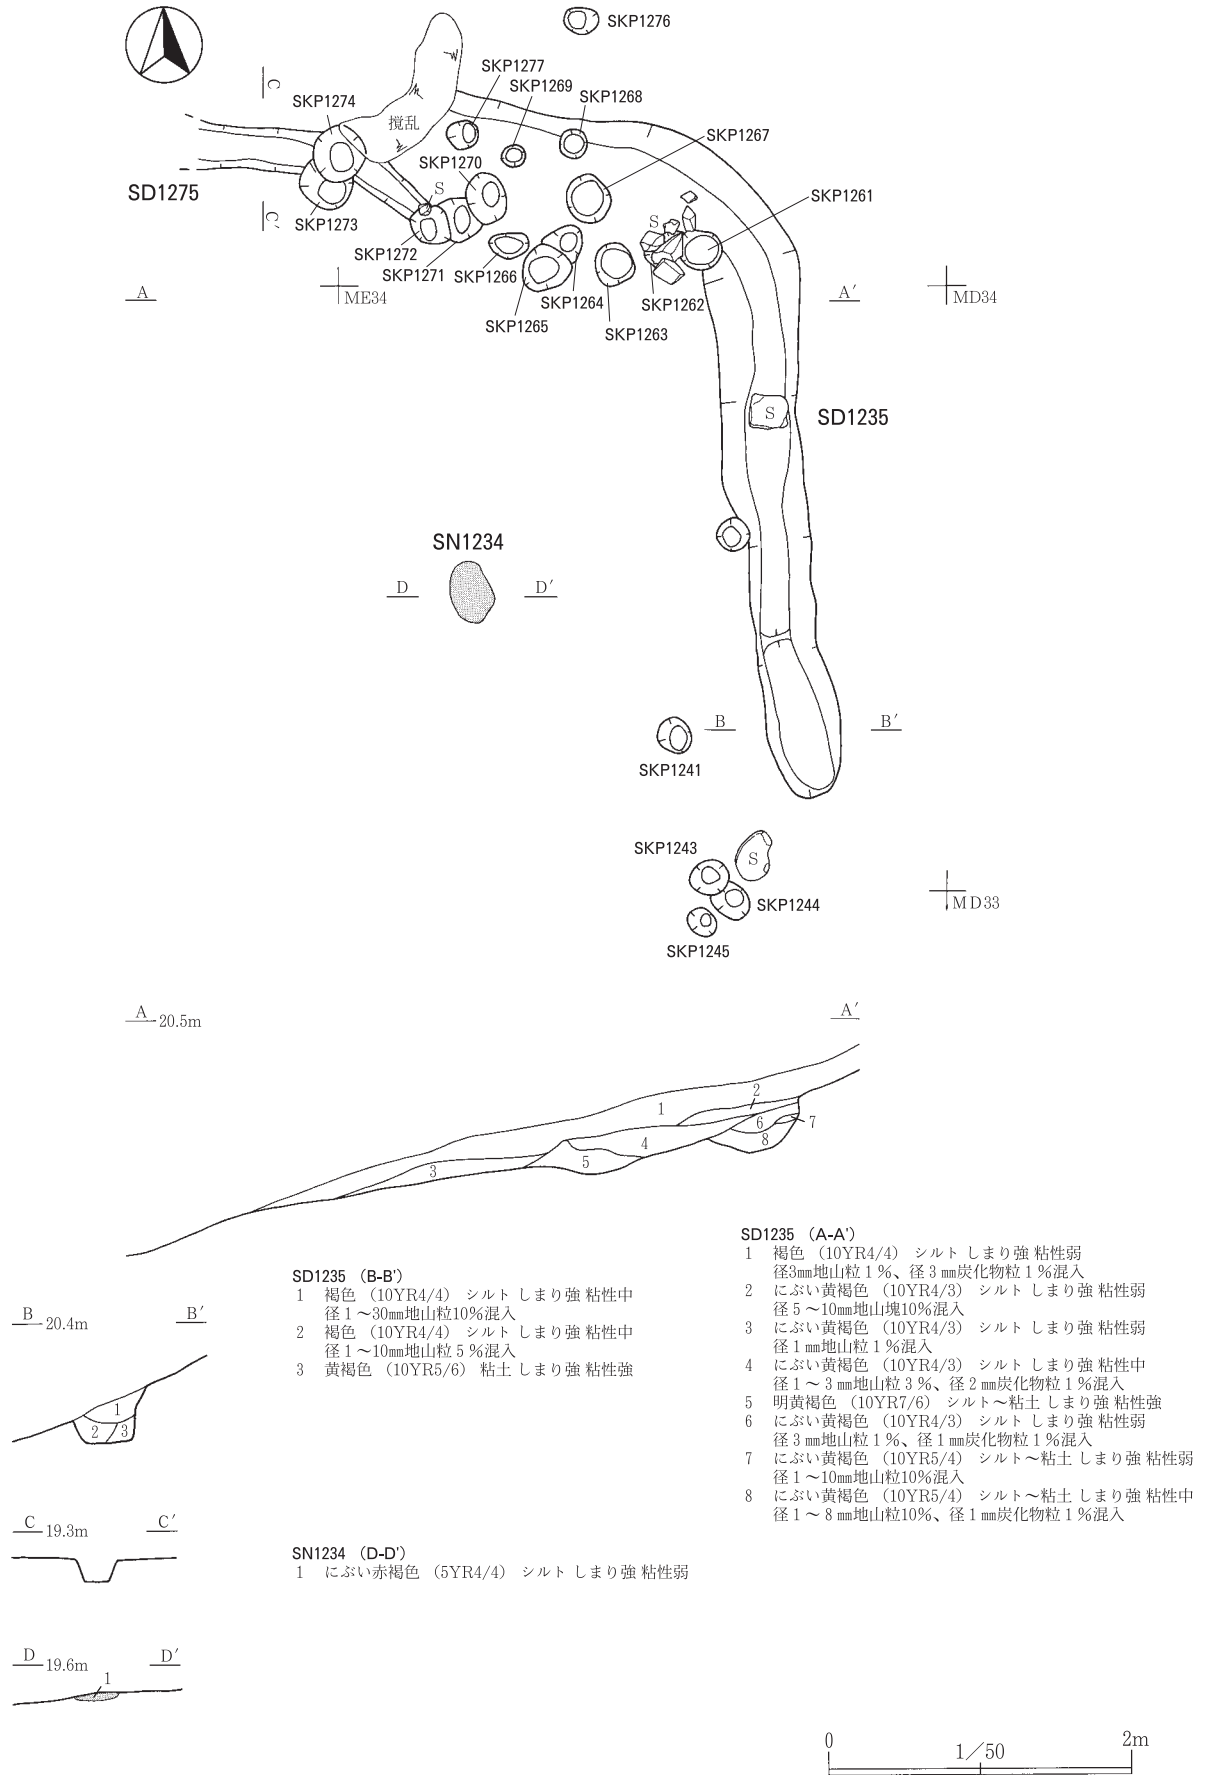 SKP1276
SKP1277
SKP1269
C
SKP1274
SKP1268
撹乱
SKP1267
SKP1270
SD1275
S
SKP1261
C′
SKP1273
S
SKP1272
SKP1271
SKP1266
SKP1264
SKP1262
A
ME34
A′
MD34
SKP1265
SKP1263
S
SD1235
SN1234
D
D′
B
B′
SKP1241
SKP1243
S
SKP1244
MD33
SKP1245
A 20.5m
A′
1
2
3
4
5
6
7
8
SD1235 (A-A')
1 褐色 (10YR4/4) シルト しまり強 粘性弱
径3㎜地山粒1%、径3㎜炭化物粒1%混入
2 にぶい黄褐色 (10YR4/3) シルト しまり強 粘性弱
径5~10㎜地山塊10%混入
3 にぶい黄褐色 (10YR4/3) シルト しまり強 粘性弱
径1㎜地山粒1%混入
4 にぶい黄褐色 (10YR4/3) シルト しまり強 粘性中
径1~3㎜地山粒3%、径2㎜炭化物粒1%混入
5 明黄褐色 (10YR7/6) シルト~粘土 しまり強 粘性強
6 にぶい黄褐色 (10YR4/3) シルト しまり強 粘性弱
径3㎜地山粒1%、径1㎜炭化物粒1%混入
7 にぶい黄褐色 (10YR5/4) シルト~粘土 しまり強 粘性弱
径1~10㎜地山粒10%混入
8 にぶい黄褐色 (10YR5/4) シルト~粘土 しまり強 粘性中
径1~8㎜地山粒10%、径1㎜炭化物粒1%混入
SD1235 (B-B')
1 褐色 (10YR4/4) シルト しまり強 粘性中
径1~30㎜地山粒10%混入
2 褐色 (10YR4/4) シルト しまり強 粘性中
径1~10㎜地山粒5%混入
3 黄褐色 (10YR5/6) 粘土 しまり強 粘性強
B 20.4m
B′
1
2
3
C 19.3m
C′
SN1234 (D-D')
1 にぶい赤褐色 (5YR4/4) シルト しまり強 粘性弱
D 19.6m
D′
1
0
1/50
2m